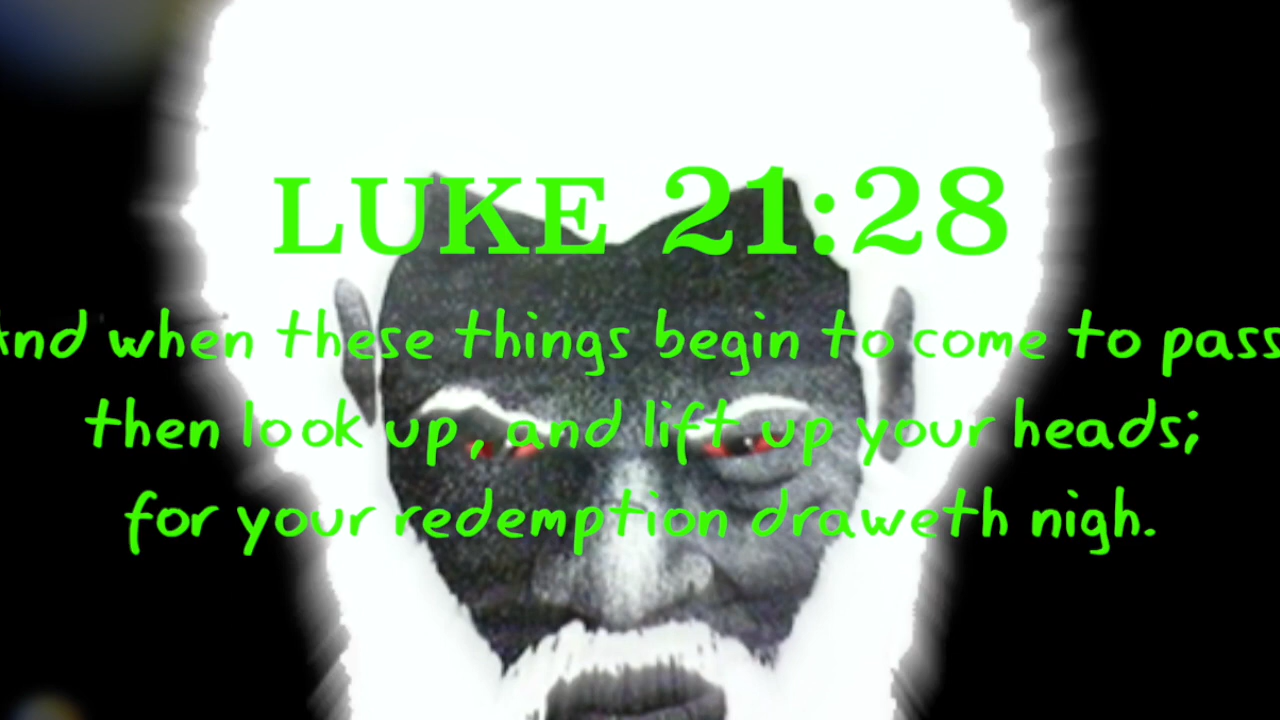 LUKE 21:28
And when these things begin to come to pass
then look up, and lift up your heads;
for your redemption draweth nigh.